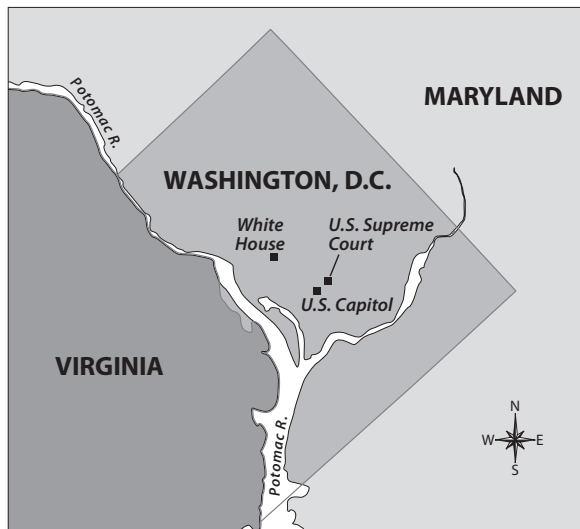 Potomac R.
MARYLAND
WASHINGTON, D.C.
White
House
U.S. Supreme
Court
U.S. Capitol
VIRGINIA
Potomac R.
N
W
E
S